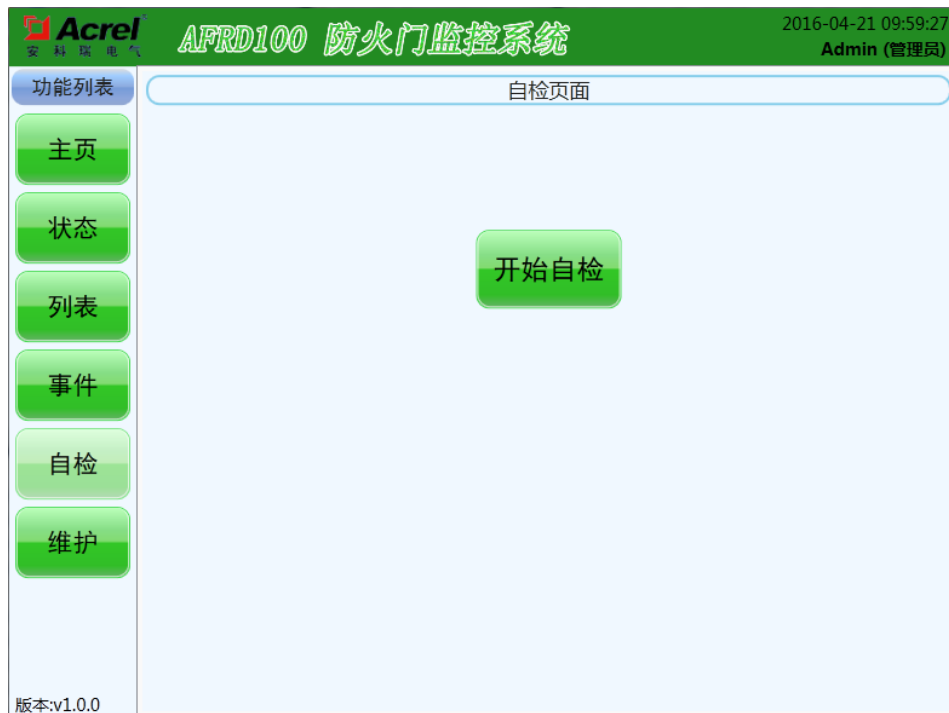 Acrel
安科瑞电气
AFRD100 防火门监控系统
2016-04-21 09:59:27
Admin (管理员)
功能列表
自检页面
主页
状态
列表
事件
自检
维护
开始自检
版本:v1.0.0